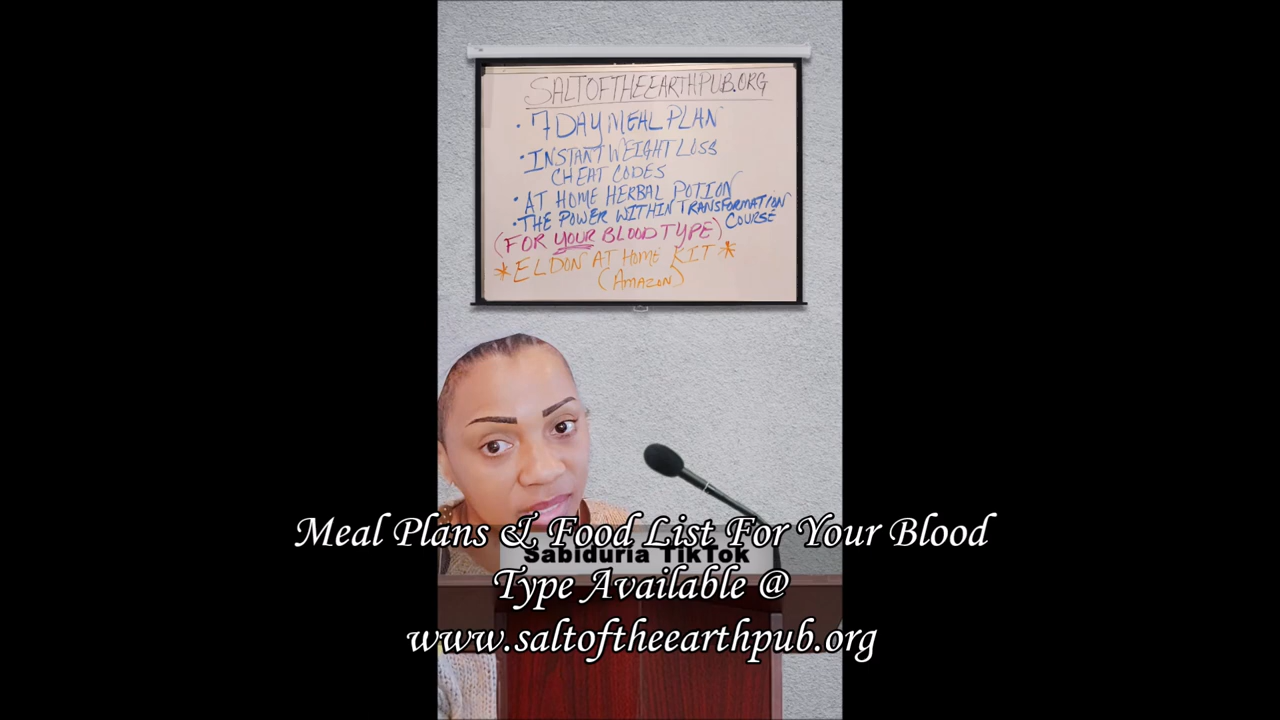 SALTOFTHEEARTHPUB.ORG
• 7 DAY MEAL PLAN
• INSTANT WEIGHT LOSS
CHEAT CODES
• AT HOME HERBAL POTION
• THE POWER WITHIN TRANSFORMATION
COURSE
(FOR YOUR BLOOD TYPE)
*ELDON AT HOME KIT*
(AMAZON)
Meal Plans & Food List For Your Blood
Sabiduria TikTok
Type Available @
www.saltoftheearthpub.org